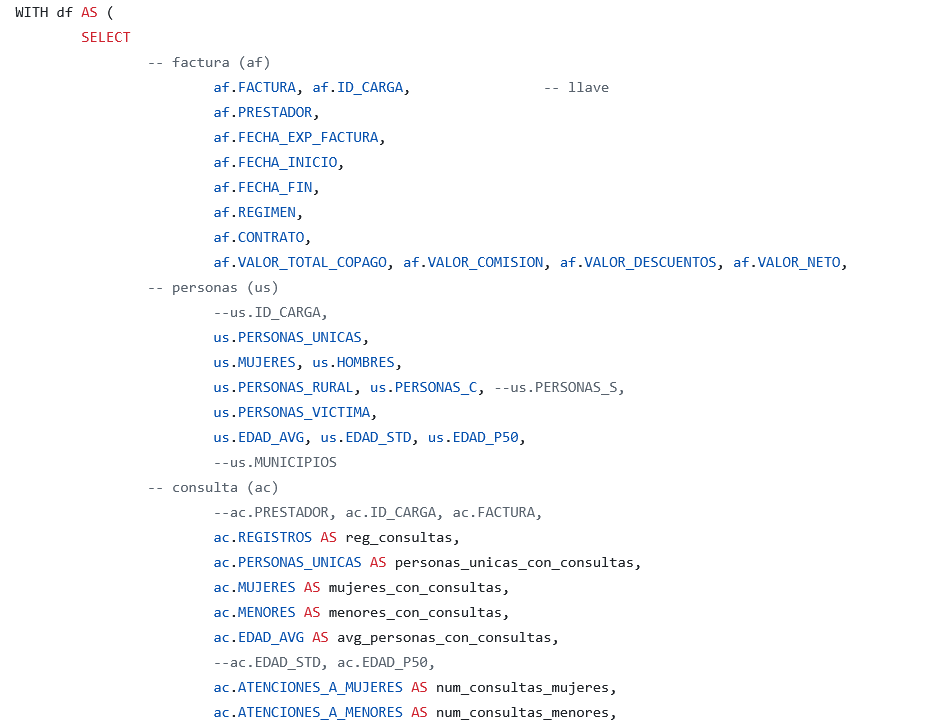 WITH df AS (
SELECT
-- factura (af)
af.FACTURA, af.ID_CARGA, -- llave
af.PRESTADOR,
af.FECHA_EXP_FACTURA,
af.FECHA_INICIO,
af.FECHA_FIN,
af.REGIMEN,
af.CONTRATO,
af.VALOR_TOTAL_COPAGO, af.VALOR_COMISION, af.VALOR_DESCUENTOS, af.VALOR_NETO,
-- personas (us)
--us.ID_CARGA,
us.PERSONAS_UNICAS,
us.MUJERES, us.HOMBRES,
us.PERSONAS_RURAL, us.PERSONAS_C, --us.PERSONAS_S,
us.PERSONAS_VICTIMA,
us.EDAD_AVG, us.EDAD_STD, us.EDAD_P50,
--us.MUNICIPIOS
-- consulta (ac)
--ac.PRESTADOR, ac.ID_CARGA, ac.FACTURA,
ac.REGISTROS AS reg_consultas,
ac.PERSONAS_UNICAS AS personas_unicas_con_consultas,
ac.MUJERES AS mujeres_con_consultas,
ac.MENORES AS menores_con_consultas,
ac.EDAD_AVG AS avg_personas_con_consultas,
--ac.EDAD_STD, ac.EDAD_P50,
ac.ATENCIONES_A_MUJERES AS num_consultas_mujeres,
ac.ATENCIONES_A_MENORES AS num_consultas_menores,